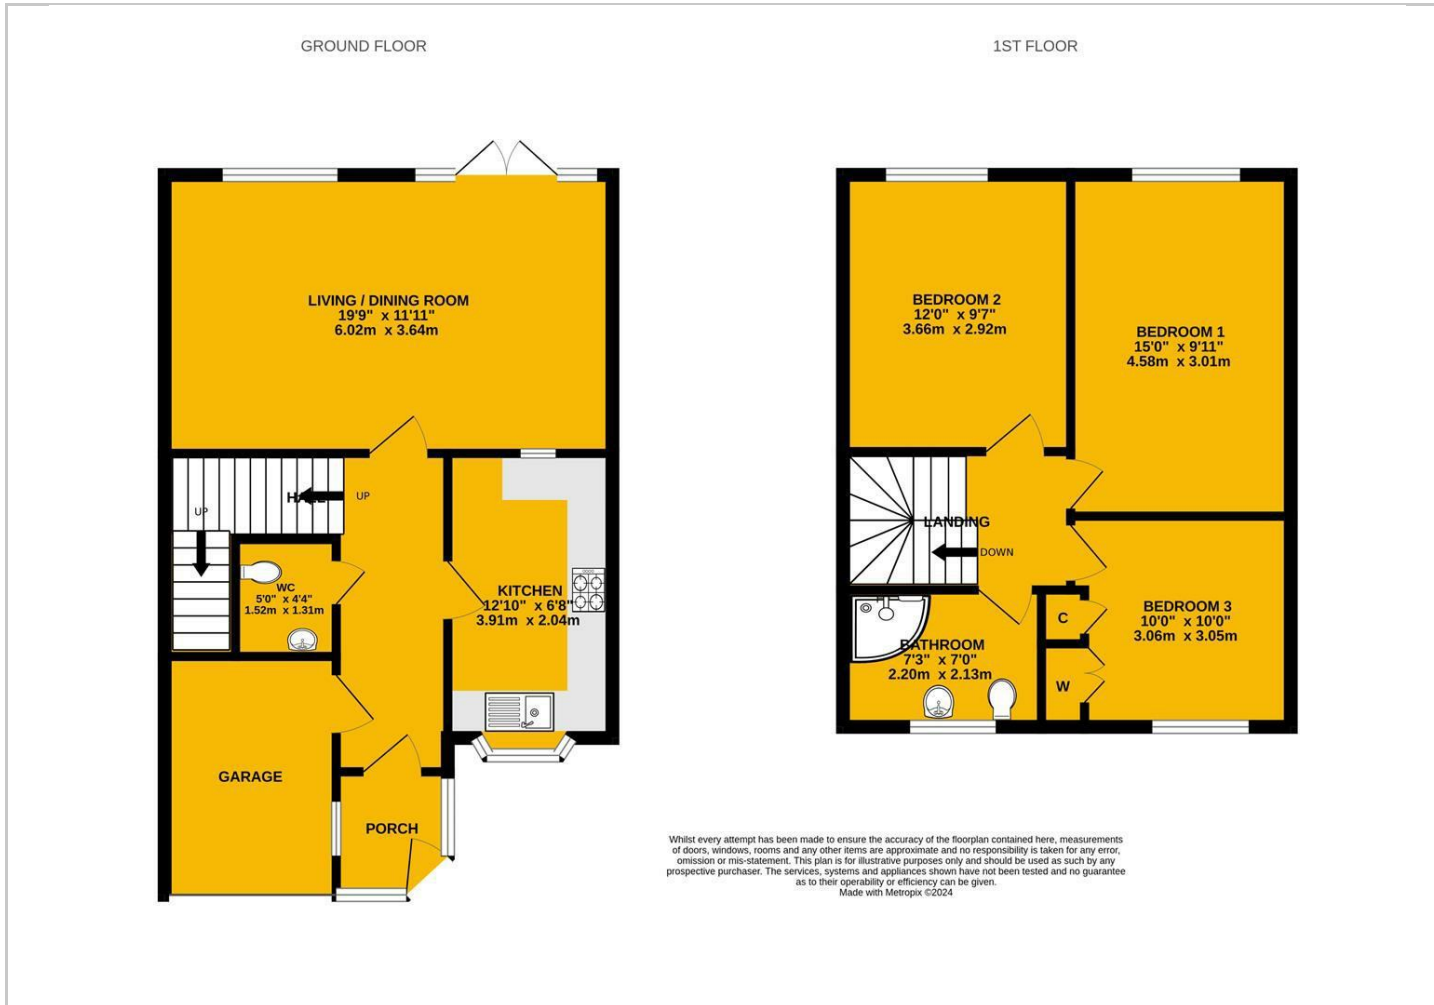 GROUND FLOOR
1ST FLOOR
LIVING / DINING ROOM
19'9" x 11'11"
6.02m x 3.64m
HALL
UP
UP
WC
5'0" x 4'4"
1.52m x 1.31m
KITCHEN
12'10" x 6'8"
3.91m x 2.04m
GARAGE
PORCH
BEDROOM 2
12'0" x 9'7"
3.66m x 2.92m
BEDROOM 1
15'0" x 9'11"
4.58m x 3.01m
LANDING
DOWN
BATHROOM
7'3" x 7'0"
2.20m x 2.13m
C
W
BEDROOM 3
10'0" x 10'0"
3.06m x 3.05m
Whilst every attempt has been made to ensure the accuracy of the floorplan contained here, measurements
of doors, windows, rooms and any other items are approximate and no responsibility is taken for any error,
omission or mis-statement. This plan is for illustrative purposes only and should be used as such by any
prospective purchaser. The services, systems and appliances shown have not been tested and no guarantee
as to their operability or efficiency can be given.
Made with Metropix ©2024